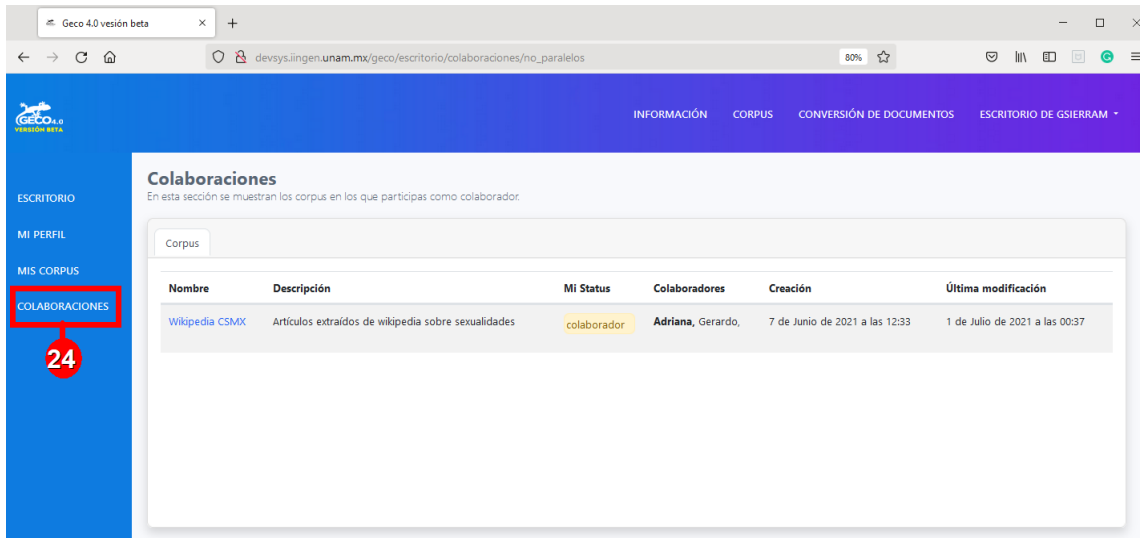 Geco 4.0 vesión beta
devsys.iingen.unam.mx/geco/escritorio/colaboraciones/no_paralelos
80%
GECO4.0
VERSIÓN BETA
INFORMACIÓN CORPUS CONVERSIÓN DE DOCUMENTOS ESCRITORIO DE GSIERRAM
ESCRITORIO
MI PERFIL
MIS CORPUS
COLABORACIONES
24
Colaboraciones
En esta sección se muestran los corpus en los que participas como colaborador.
Corpus
Nombre Descripción Mi Status Colaboradores Creación Última modificación
Wikipedia CSMX Artículos extraídos de wikipedia sobre sexualidades colaborador Adriana, Gerardo, 7 de Junio de 2021 a las 12:33 1 de Julio de 2021 a las 00:37